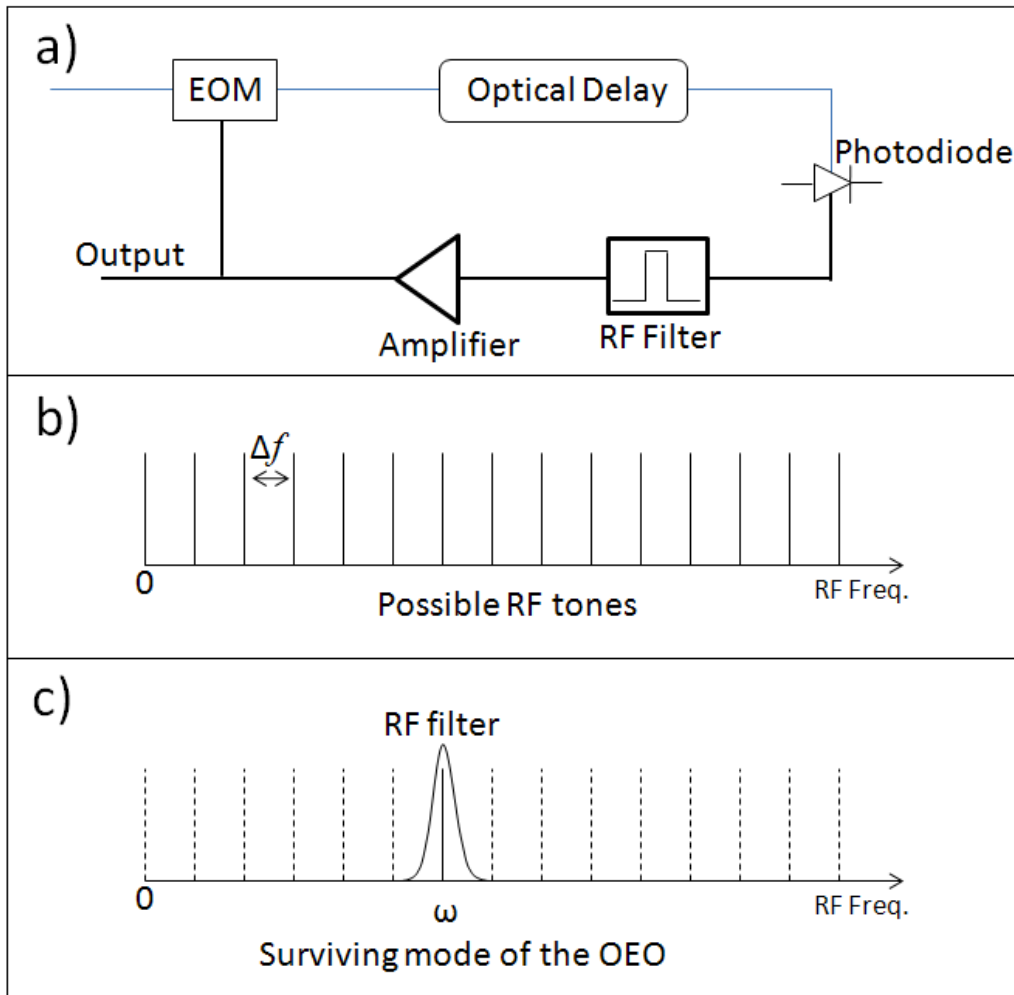 a)
EOM
Optical Delay
Photodiode
Output
Amplifier
RF Filter
b)
Δf
0
RF Freq.
Possible RF tones
c)
RF filter
0
ω
RF Freq.
Surviving mode of the OEO